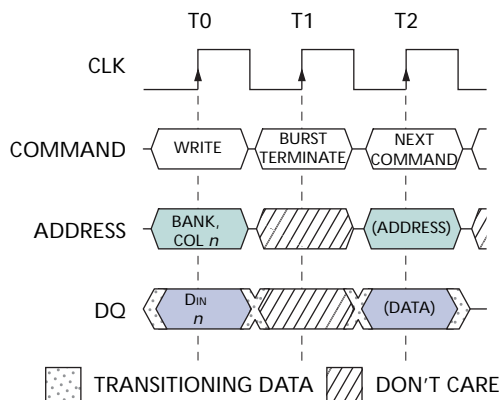 T0 T1 T2
CLK
COMMAND WRITE BURST TERMINATE NEXT COMMAND
ADDRESS BANK, COL n (ADDRESS)
DQ DIN n (DATA)
TRANSITIONING DATA DON'T CARE